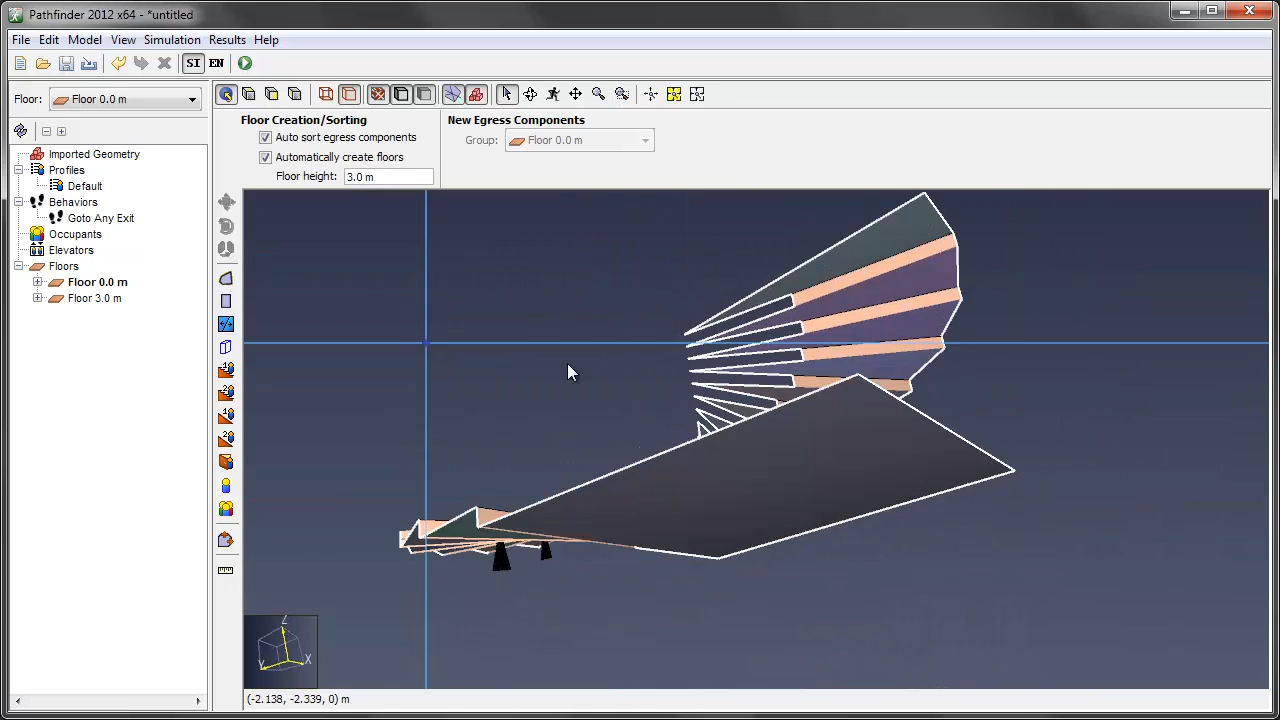 Pathfinder 2012 x64 - *untitled
File Edit Model View Simulation Results Help
SI EN
Floor: Floor 0.0 m
Floor Creation/Sorting
Auto sort egress components
Automatically create floors
Floor height: 3.0 m
New Egress Components
Group: Floor 0.0 m
Imported Geometry
Profiles
Default
Behaviors
Goto Any Exit
Occupants
Elevators
Floors
Floor 0.0 m
Floor 3.0 m
Z
Y X
(-2.138, -2.339, 0) m